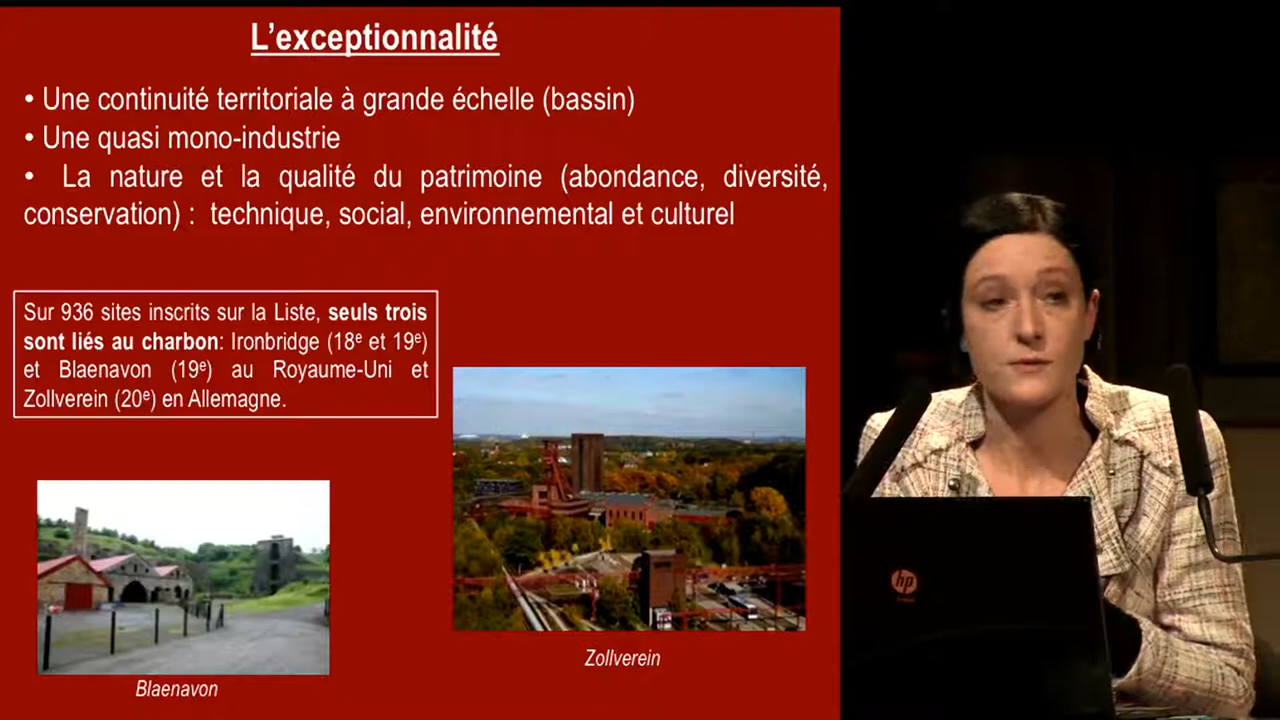 L'exceptionnalité
• Une continuité territoriale à grande échelle (bassin)
• Une quasi mono-industrie
• La nature et la qualité du patrimoine (abondance, diversité,
conservation) : technique, social, environnemental et culturel
Sur 936 sites inscrits sur la Liste, seuls trois
sont liés au charbon: Ironbridge (18e et 19e)
et Blaenavon (19e) au Royaume-Uni et
Zollverein (20e) en Allemagne.
Zollverein
Blaenavon
hp